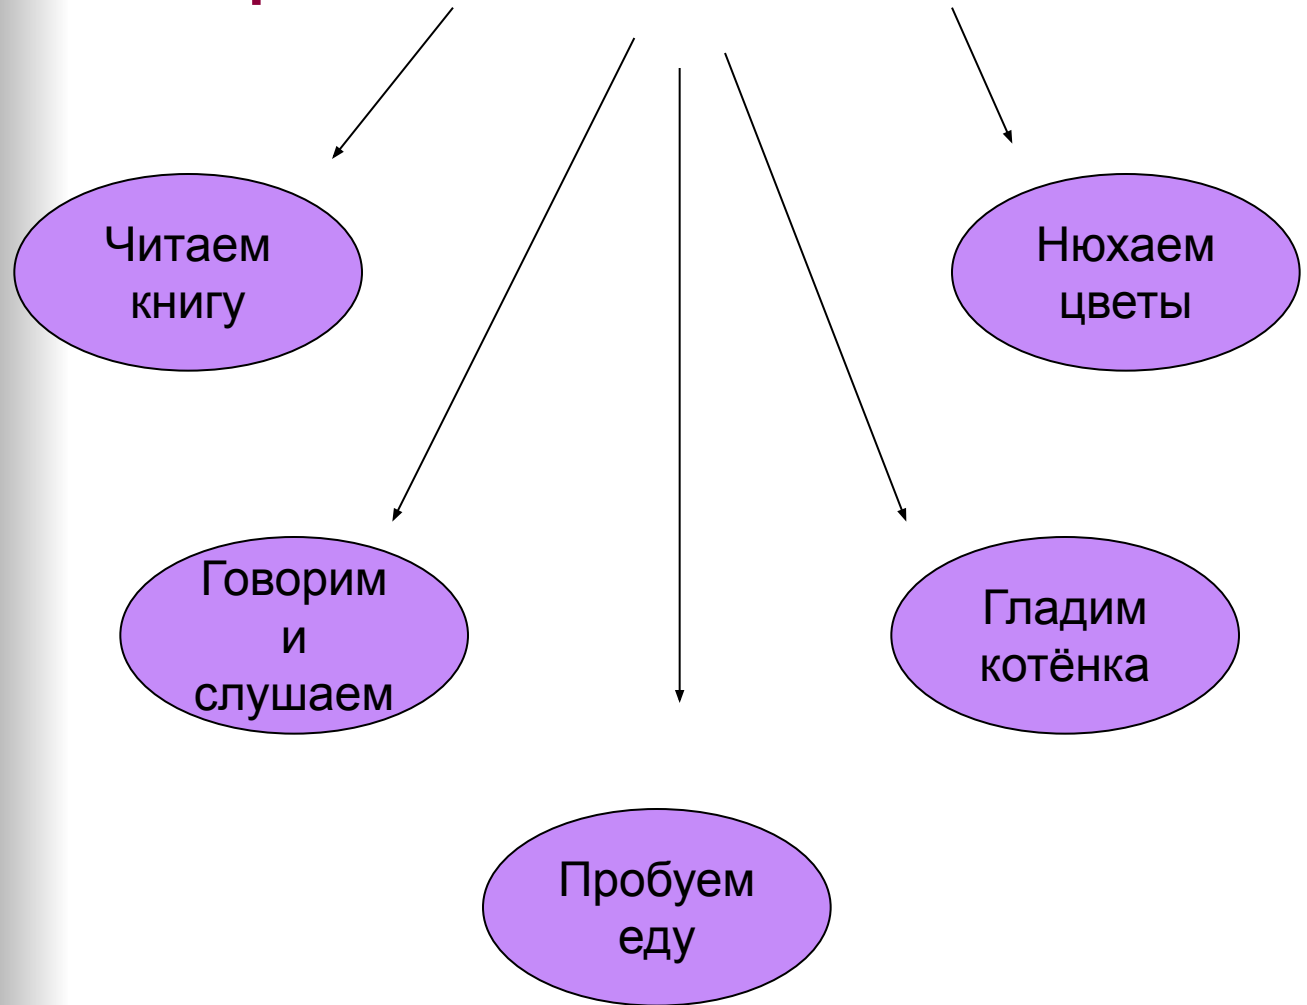 Читаем
книгу
Нюхаем
цветы
Говорим
и
слушаем
Гладим
котёнка
Пробуем
еду